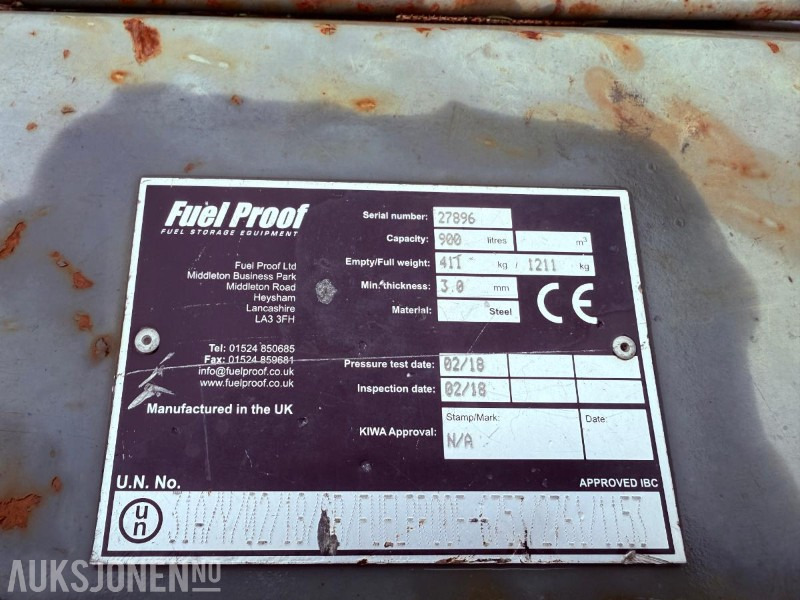 Fuel Proof
FUEL STORAGE EQUIPMENT
Fuel Proof Ltd
Middleton Business Park
Middleton Road
Heysham
Lancashire
LA3 3FH
Tel: 01524 850685
Fax: 01524 859681
info@fuelproof.co.uk
www.fuelproof.co.uk
Manufactured in the UK
Serial number: 27896
Capacity: 900 litres m³
Empty/Full weight: 411 kg / 1211 kg
Min. thickness: 3.0 mm
Material: Steel
CE
Pressure test date: 02/18
Inspection date: 02/18
KIWA Approval: Stamp/Mark: N/A Date:
U.N. No. APPROVED IBC
un
AUKSJONEN.NO